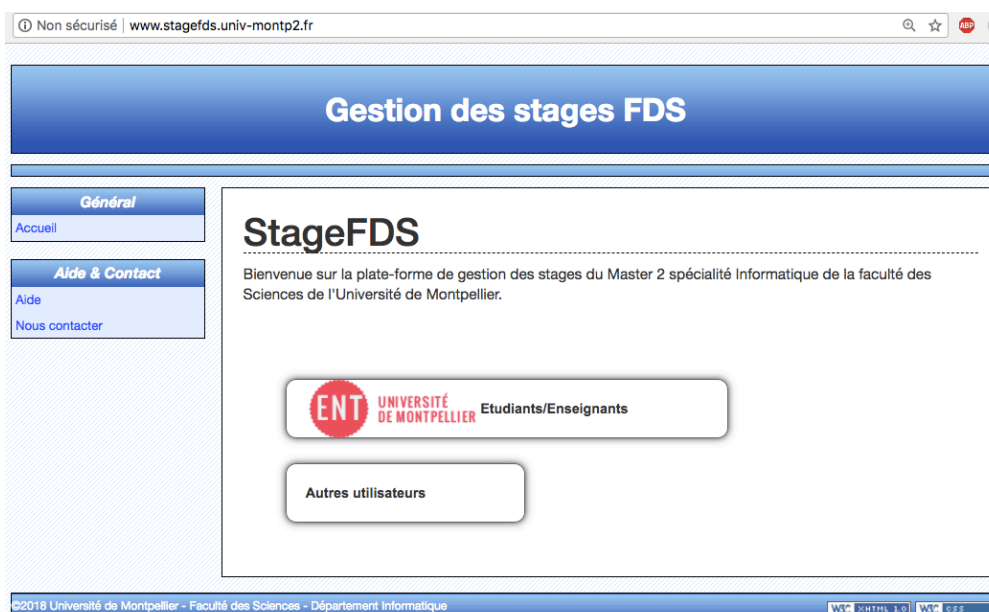 Non sécurisé | www.stagefds.univ-montp2.fr
ABP
Gestion des stages FDS
Général
Accueil
Aide & Contact
Aide
Nous contacter
StageFDS
Bienvenue sur la plate-forme de gestion des stages du Master 2 spécialité Informatique de la faculté des
Sciences de l'Université de Montpellier.
ENT UNIVERSITÉ
DE MONTPELLIER Etudiants/Enseignants
Autres utilisateurs
©2018 Université de Montpellier - Faculté des Sciences - Département Informatique
W3C XHTML 1.0 W3C CSS